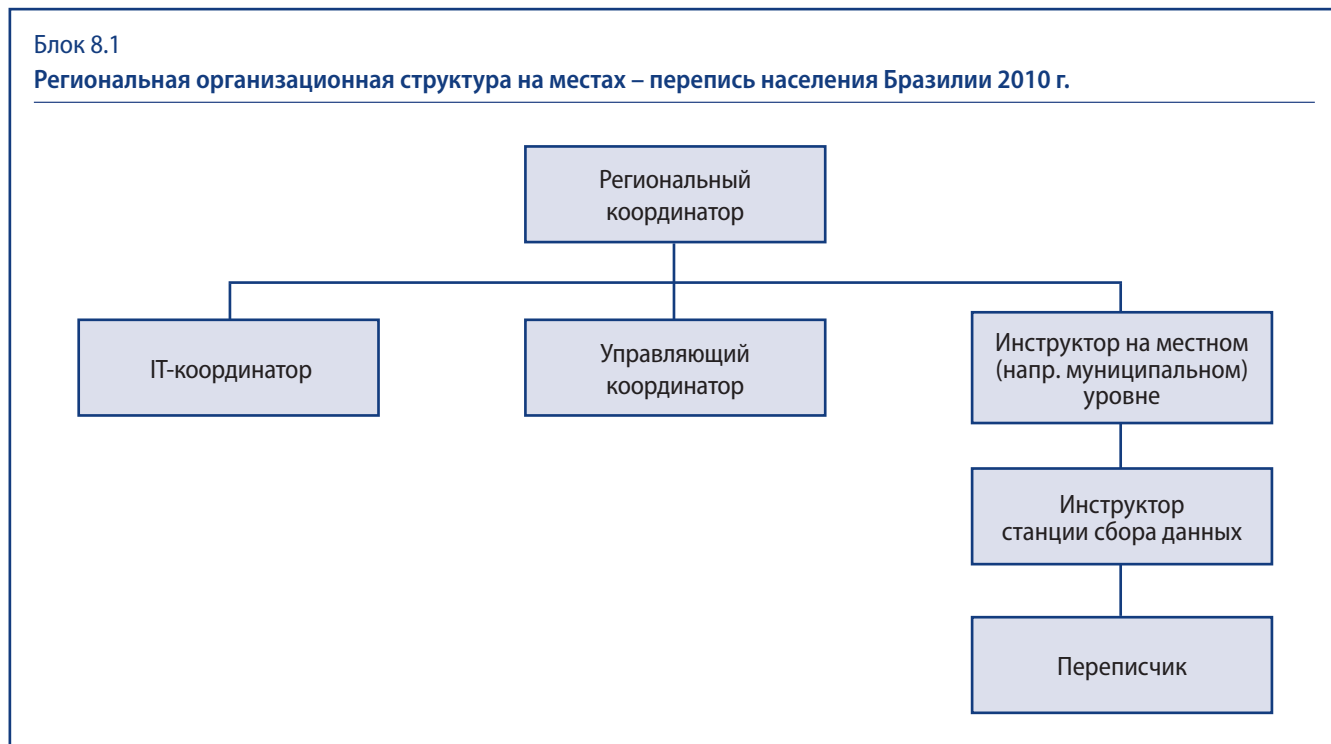 Блок 8.1
Региональная организационная структура на местах – перепись населения Бразилии 2010 г.
Региональный
координатор
IT-координатор
Управляющий
координатор
Инструктор на местном
(напр. муниципальном)
уровне
Инструктор
станции сбора данных
Переписчик